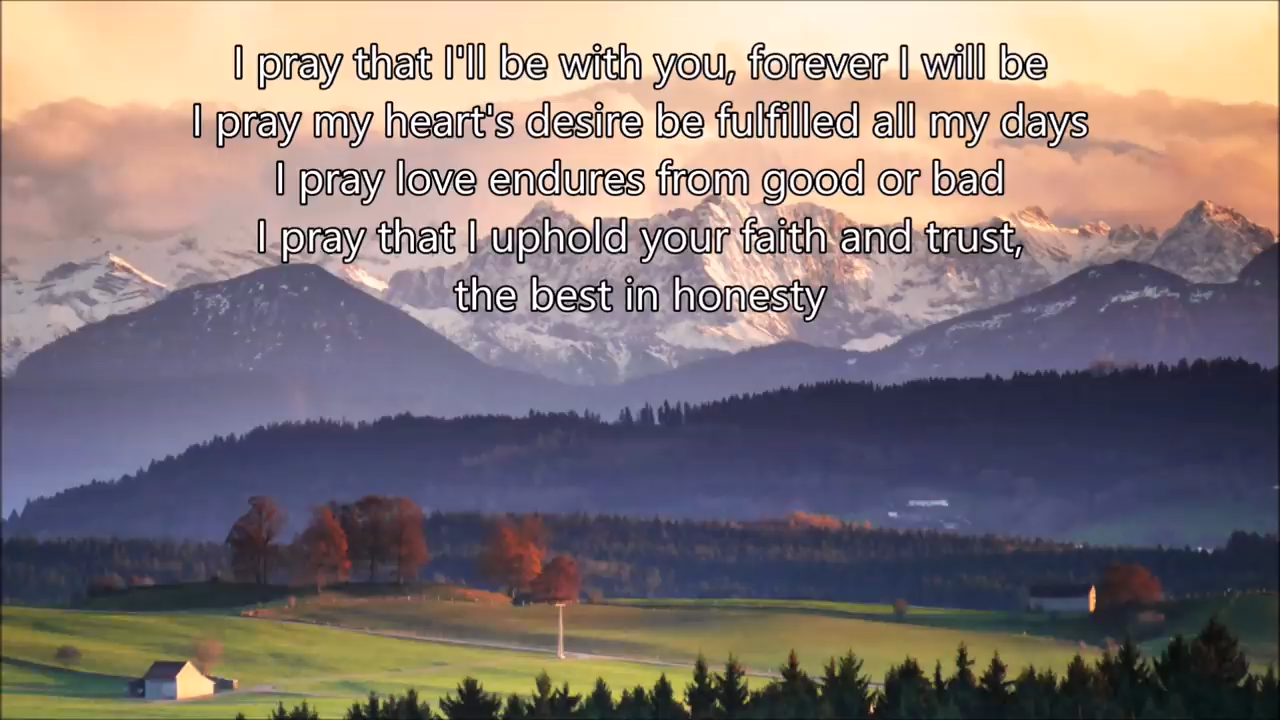 I pray that I'll be with you, forever I will be
I pray my heart's desire be fulfilled all my days
I pray love endures from good or bad
I pray that I uphold your faith and trust,
the best in honesty